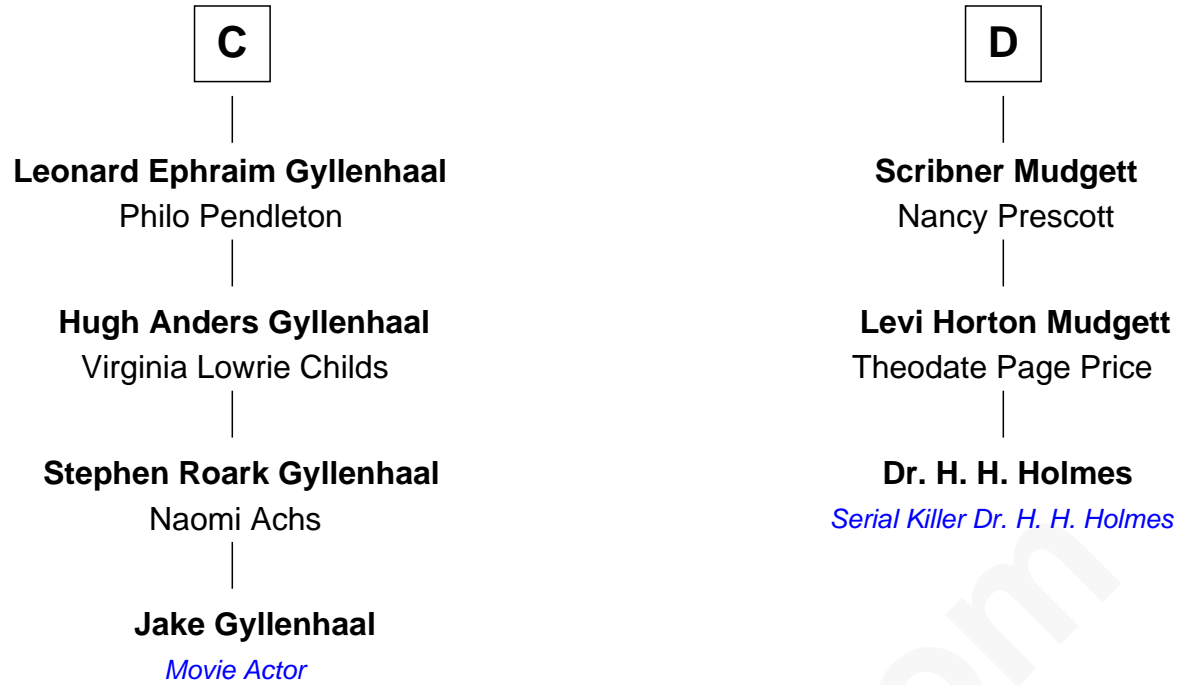 C
Leonard Ephraim Gyllenhaal
Philo Pendleton
Hugh Anders Gyllenhaal
Virginia Lowrie Childs
Stephen Roark Gyllenhaal
Naomi Achs
Jake Gyllenhaal
Movie Actor
D
Scribner Mudgett
Nancy Prescott
Levi Horton Mudgett
Theodate Page Price
Dr. H. H. Holmes
Serial Killer Dr. H. H. Holmes
om